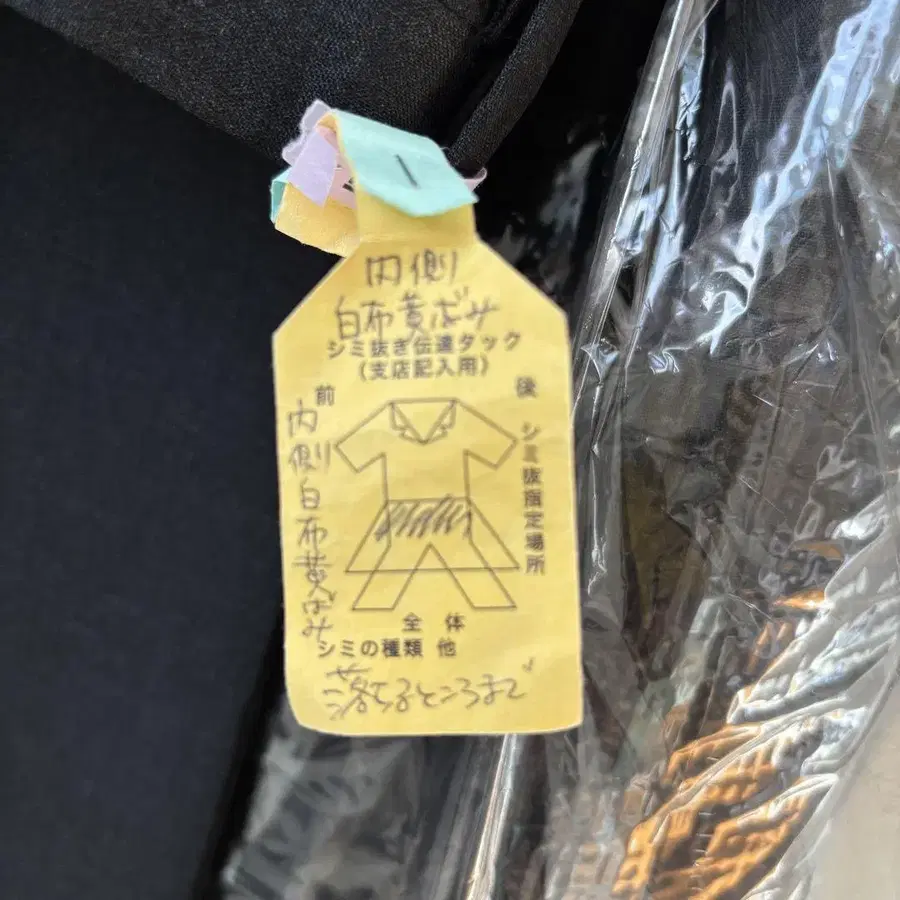 内側
白布黄ばみ
シミ抜き伝達タック
(支店記入用)
前
後
内側白布黄ばみ
シミ抜指定場所
全体
シミの種類 他
落ちるところまで